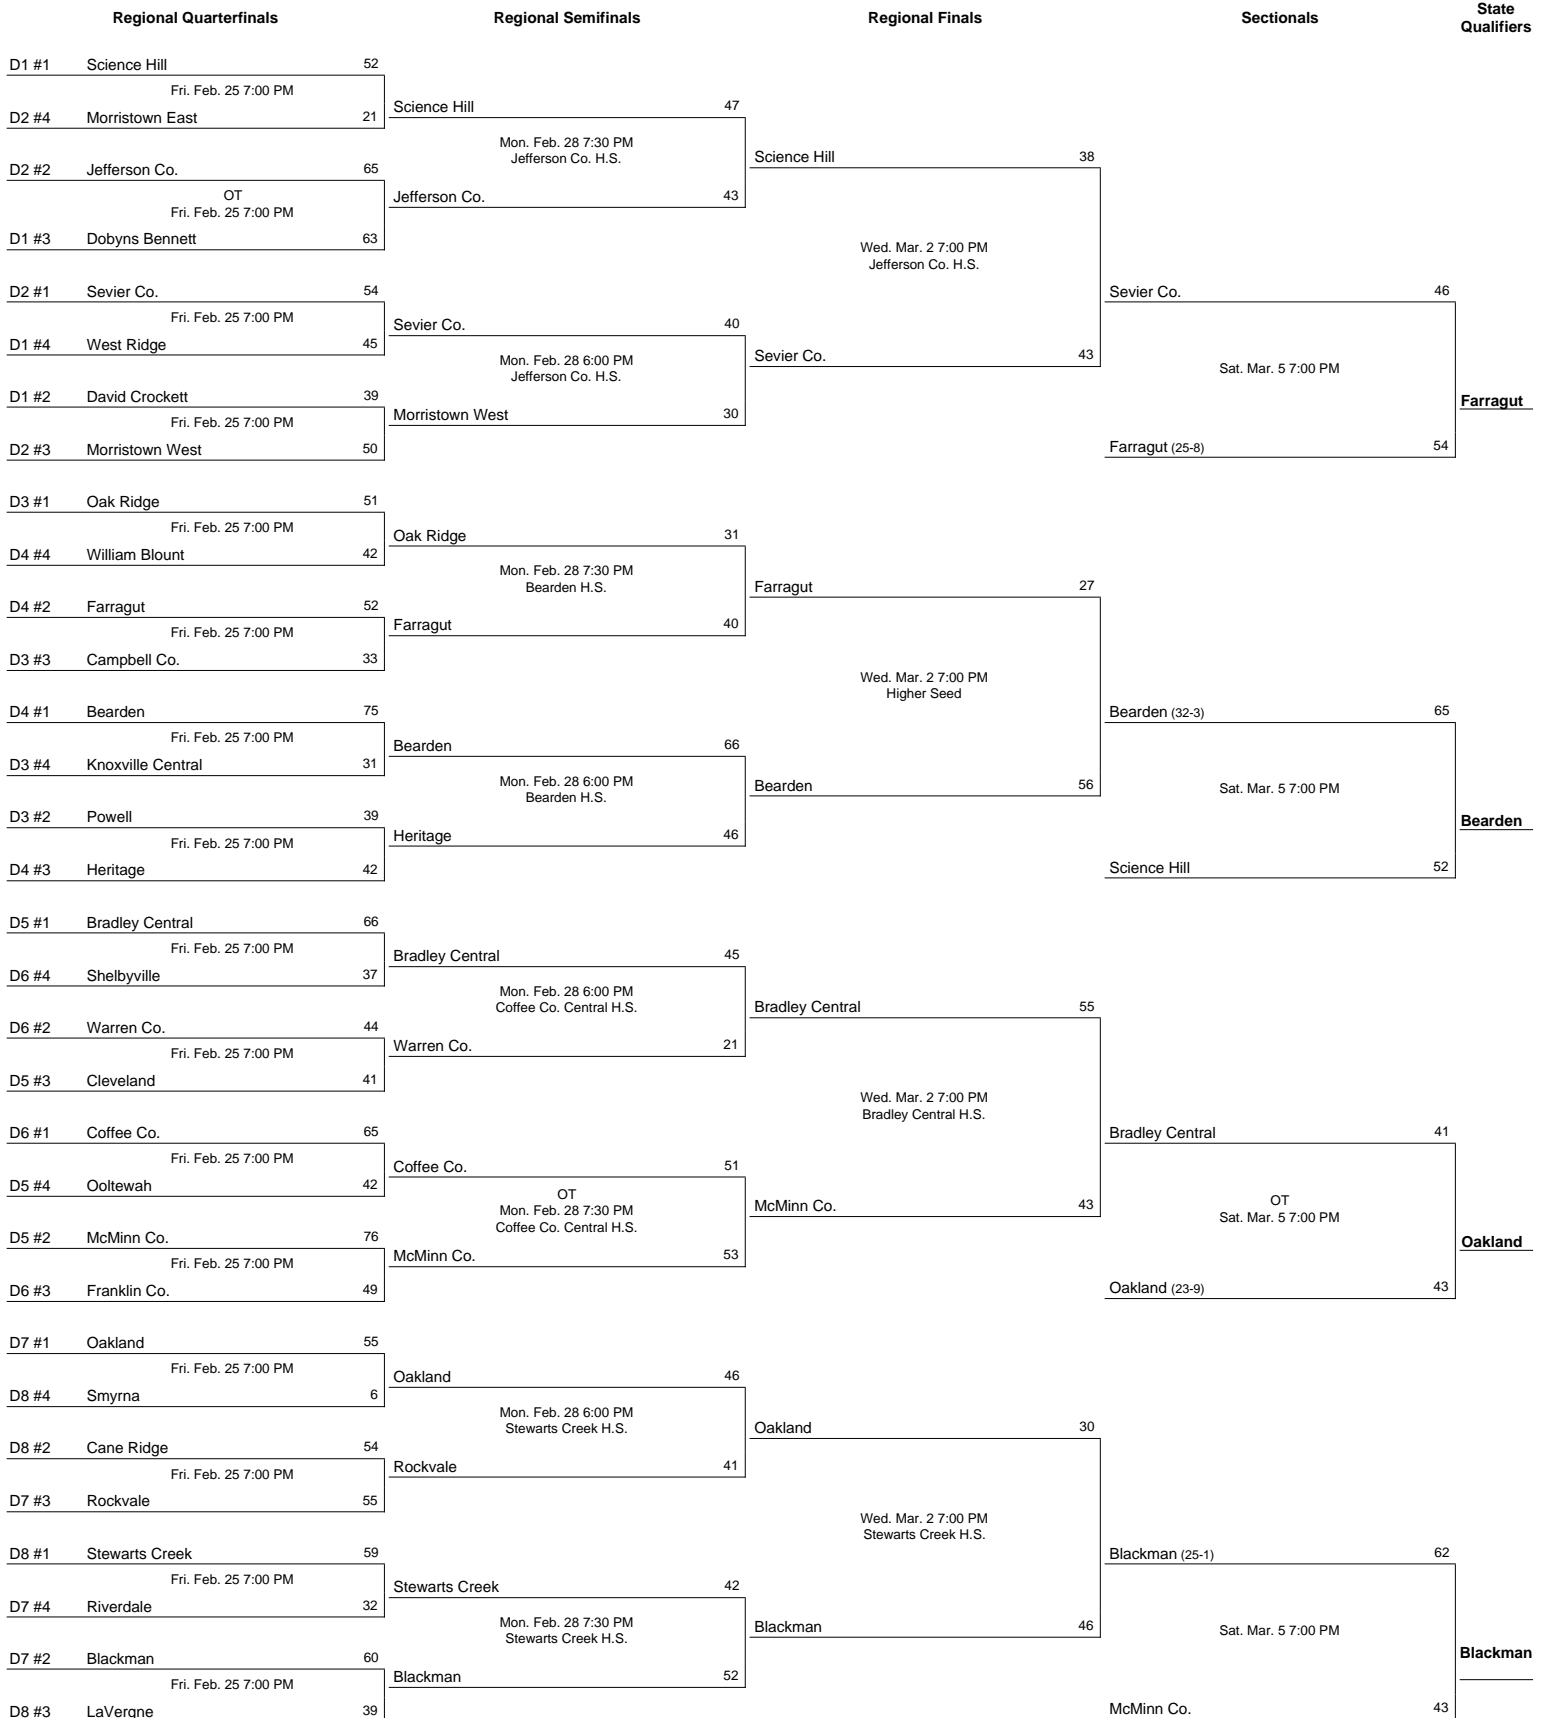 Regional Quarterfinals Regional Semifinals Regional Finals Sectionals State Qualifiers
D1 #1 Science Hill 52
Fri. Feb. 25 7:00 PM
D2 #4 Morristown East 21
D2 #2 Jefferson Co. 65
OT
Fri. Feb. 25 7:00 PM
D1 #3 Dobyns Bennett 63
D2 #1 Sevier Co. 54
Fri. Feb. 25 7:00 PM
D1 #4 West Ridge 45
D1 #2 David Crockett 39
Fri. Feb. 25 7:00 PM
D2 #3 Morristown West 50
D3 #1 Oak Ridge 51
Fri. Feb. 25 7:00 PM
D4 #4 William Blount 42
D4 #2 Farragut 52
Fri. Feb. 25 7:00 PM
D3 #3 Campbell Co. 33
D4 #1 Bearden 75
Fri. Feb. 25 7:00 PM
D3 #4 Knoxville Central 31
D3 #2 Powell 39
Fri. Feb. 25 7:00 PM
D4 #3 Heritage 42
D5 #1 Bradley Central 66
Fri. Feb. 25 7:00 PM
D6 #4 Shelbyville 37
D6 #2 Warren Co. 44
Fri. Feb. 25 7:00 PM
D5 #3 Cleveland 41
D6 #1 Coffee Co. 65
Fri. Feb. 25 7:00 PM
D5 #4 Ooltewah 42
D5 #2 McMinn Co. 76
Fri. Feb. 25 7:00 PM
D6 #3 Franklin Co. 49
D7 #1 Oakland 55
Fri. Feb. 25 7:00 PM
D8 #4 Smyrna 6
D8 #2 Cane Ridge 54
Fri. Feb. 25 7:00 PM
D7 #3 Rockvale 55
D8 #1 Stewarts Creek 59
Fri. Feb. 25 7:00 PM
D7 #4 Riverdale 32
D7 #2 Blackman 60
Fri. Feb. 25 7:00 PM
D8 #3 LaVergne 39
Science Hill 47
Mon. Feb. 28 7:30 PM
Jefferson Co. H.S.
Jefferson Co. 43
Sevier Co. 40
Mon. Feb. 28 6:00 PM
Jefferson Co. H.S.
Morristown West 30
Oak Ridge 31
Mon. Feb. 28 7:30 PM
Bearden H.S.
Farragut 40
Bearden 66
Mon. Feb. 28 6:00 PM
Bearden H.S.
Heritage 46
Bradley Central 45
Mon. Feb. 28 6:00 PM
Coffee Co. Central H.S.
Warren Co. 21
Coffee Co. 51
OT
Mon. Feb. 28 7:30 PM
Coffee Co. Central H.S.
McMinn Co. 53
Oakland 46
Mon. Feb. 28 6:00 PM
Stewarts Creek H.S.
Rockvale 41
Stewarts Creek 42
Mon. Feb. 28 7:30 PM
Stewarts Creek H.S.
Blackman 52
Science Hill 38
Wed. Mar. 2 7:00 PM
Jefferson Co. H.S.
Sevier Co. 43
Farragut 27
Wed. Mar. 2 7:00 PM
Higher Seed
Bearden 56
Bradley Central 55
Wed. Mar. 2 7:00 PM
Bradley Central H.S.
McMinn Co. 43
Oakland 30
Wed. Mar. 2 7:00 PM
Stewarts Creek H.S.
Blackman 46
Sevier Co. 46
Sat. Mar. 5 7:00 PM
Farragut (25-8) 54
Bearden (32-3) 65
Sat. Mar. 5 7:00 PM
Science Hill 52
Bradley Central 41
OT
Sat. Mar. 5 7:00 PM
Oakland (23-9) 43
Blackman (25-1) 62
Sat. Mar. 5 7:00 PM
McMinn Co. 43
Farragut
Bearden
Oakland
Blackman